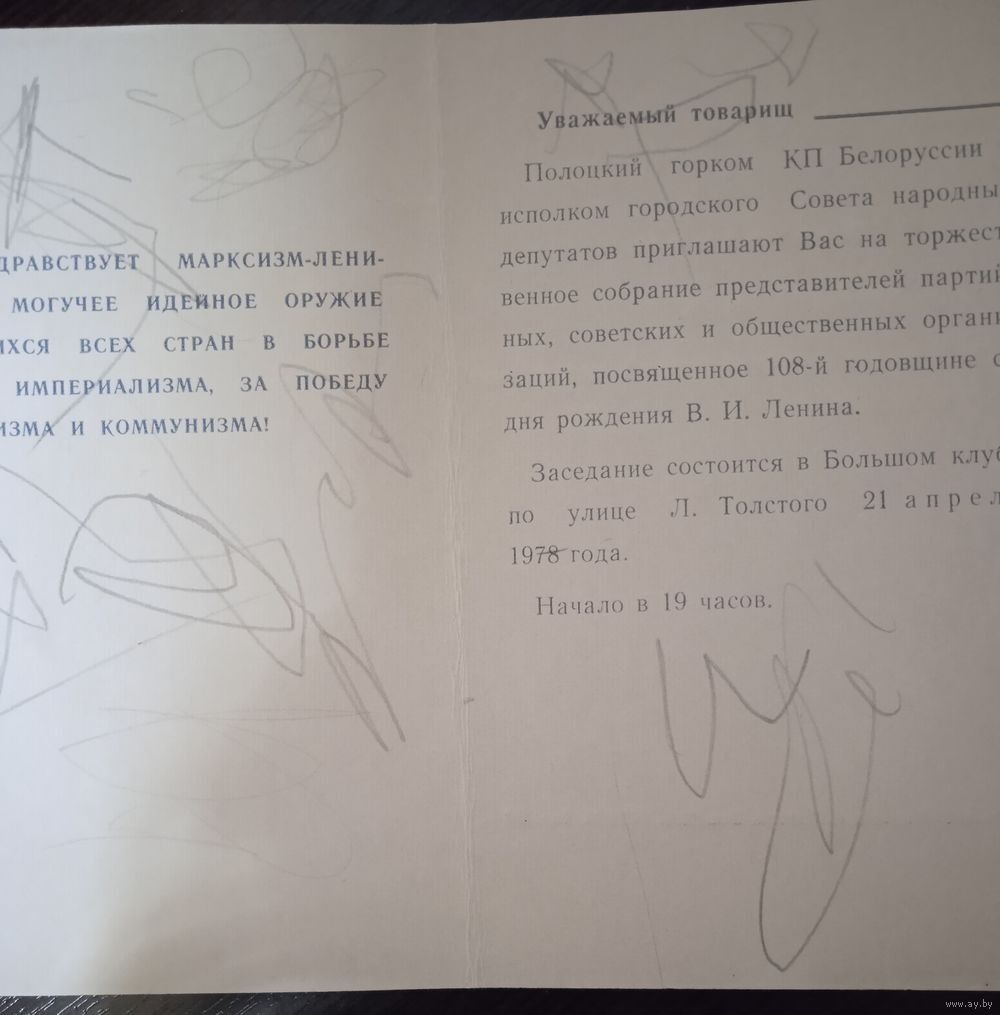 ДРАВСТВУЕТ МАРКСИЗМ-ЛЕНИ-
МОГУЧЕЕ ИДЕЙНОЕ ОРУЖИЕ
ИХСЯ ВСЕХ СТРАН В БОРЬБЕ
ИМПЕРИАЛИЗМА, ЗА ПОБЕДУ
ИЗМА И КОММУНИЗМА!
Уважаемый товарищ
Полоцкий горком КП Белоруссии
исполком городского Совета народны
депутатов приглашают Вас на торжест
венное собрание представителей партий
ных, советских и общественных органи
заций, посвященное 108-й годовщине с
дня рождения В. И. Ленина.
Заседание состоится в Большом клуб
по улице Л. Толстого 21 апрел
1978 года.
Начало в 19 часов.
www.ay.by